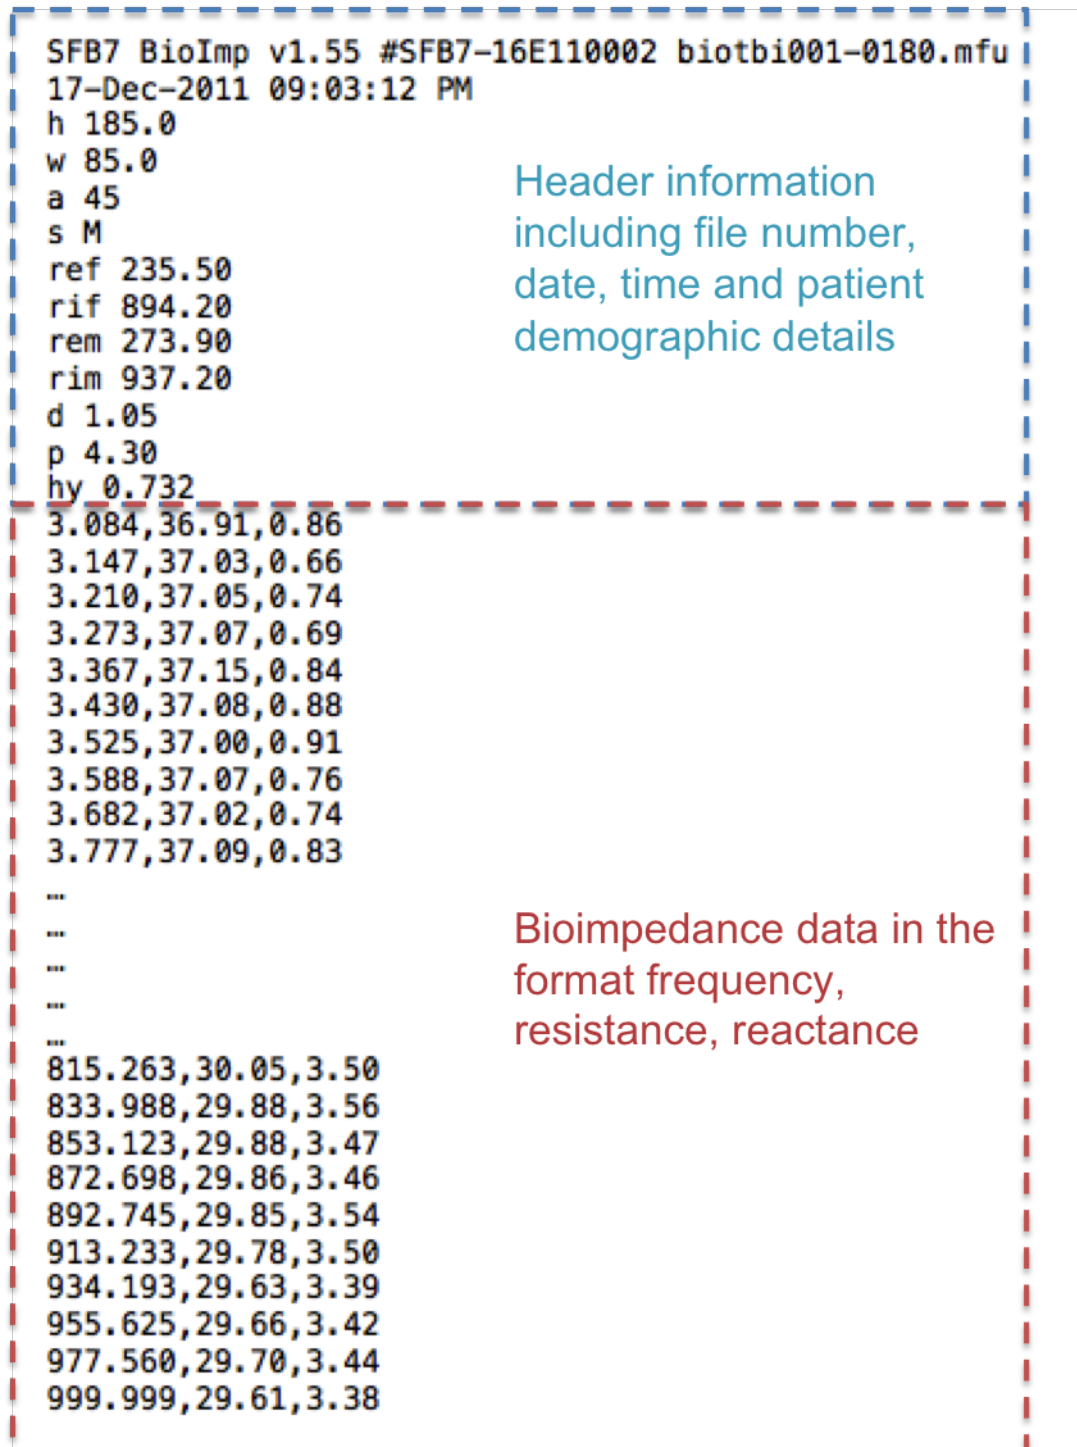 SFB7 BioImp v1.55 #SFB7-16E110002 biotbi001-0180.mfu
17-Dec-2011 09:03:12 PM
h 185.0
w 85.0
a 45
s M
ref 235.50
rif 894.20
rem 273.90
rim 937.20
d 1.05
p 4.30
hy 0.732
Header information
including file number,
date, time and patient
demographic details
3.084,36.91,0.86
3.147,37.03,0.66
3.210,37.05,0.74
3.273,37.07,0.69
3.367,37.15,0.84
3.430,37.08,0.88
3.525,37.00,0.91
3.588,37.07,0.76
3.682,37.02,0.74
3.777,37.09,0.83
…
…
…
…
…
815.263,30.05,3.50
833.988,29.88,3.56
853.123,29.88,3.47
872.698,29.86,3.46
892.745,29.85,3.54
913.233,29.78,3.50
934.193,29.63,3.39
955.625,29.66,3.42
977.560,29.70,3.44
999.999,29.61,3.38
Bioimpedance data in the
format frequency,
resistance, reactance